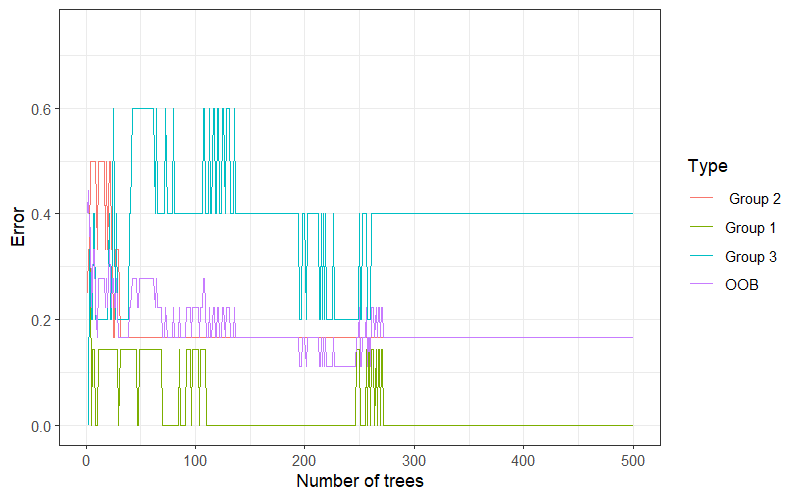 Error
0.6
0.4
0.2
0.0
0 100 200 300 400 500
Number of trees
Type
Group 2
Group 1
Group 3
OOB